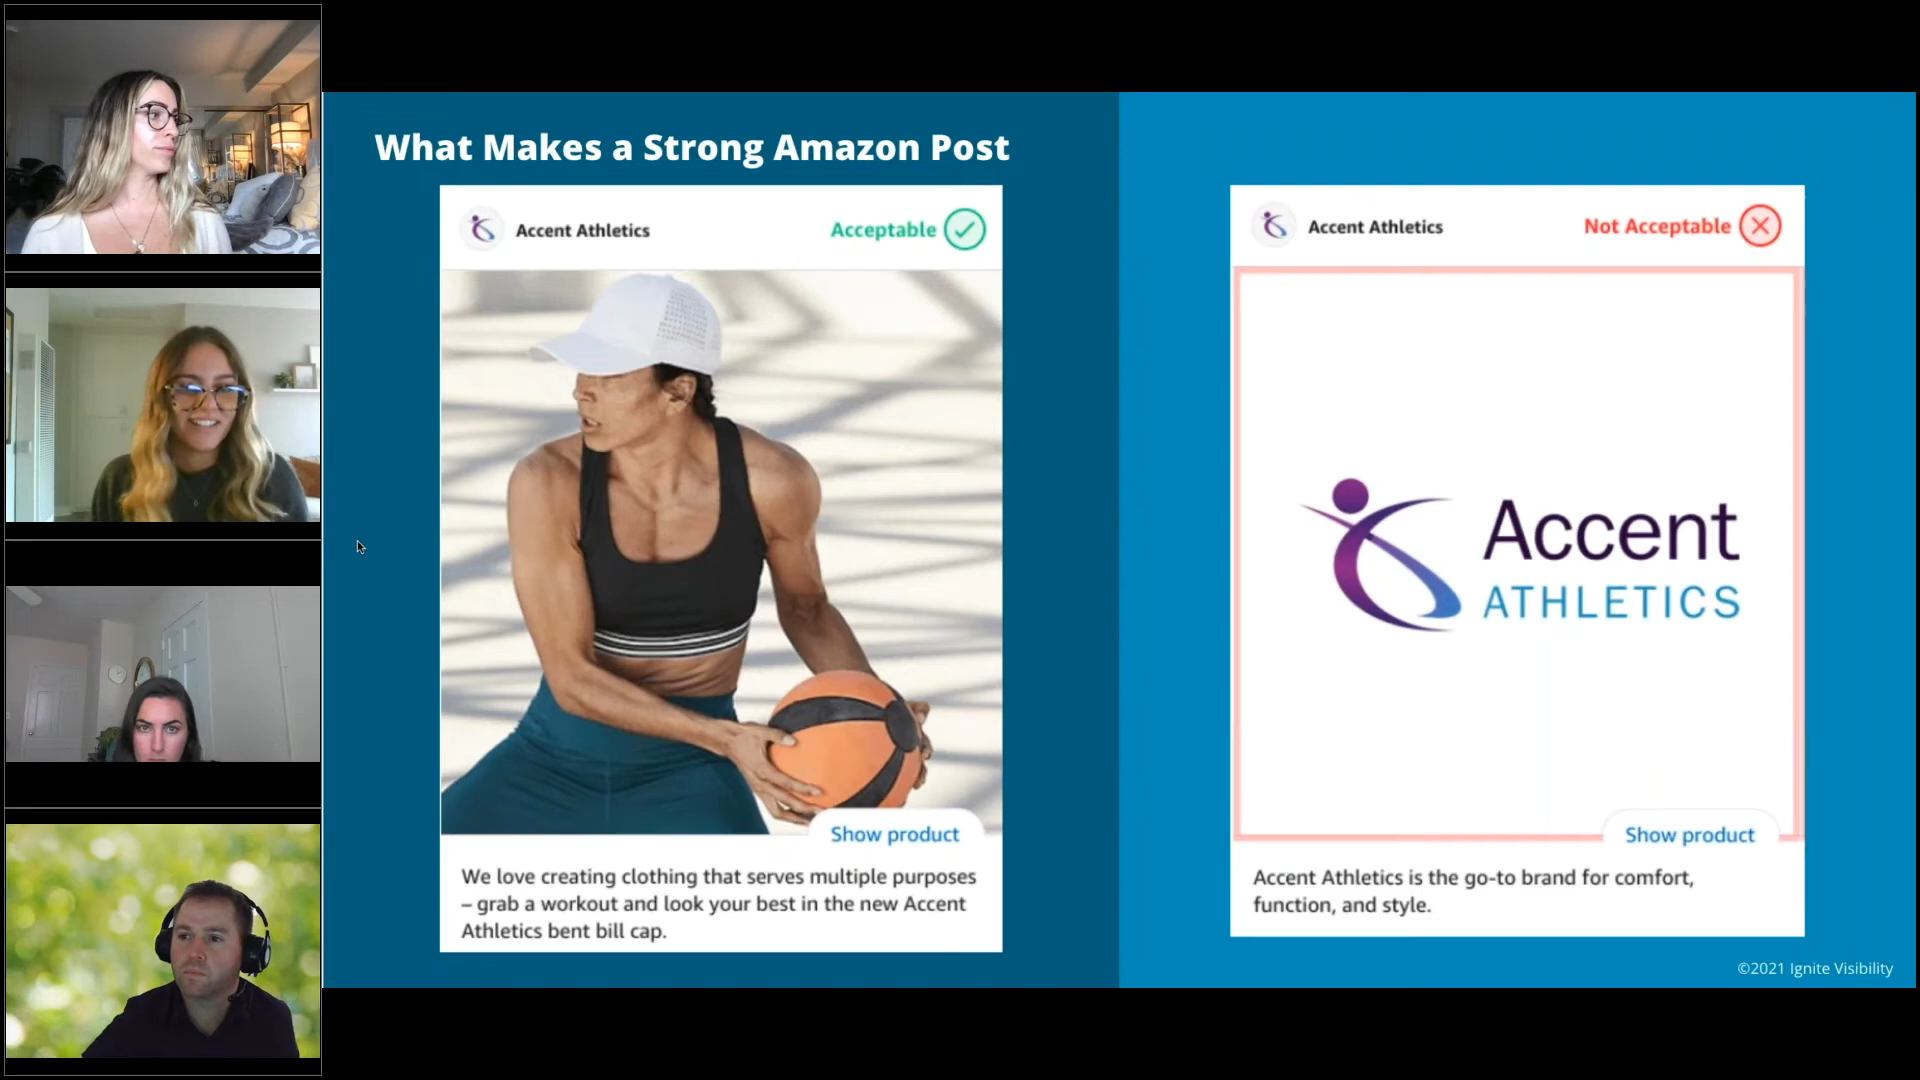 What Makes a Strong Amazon Post
Accent Athletics
Acceptable
Show product
We love creating clothing that serves multiple purposes
– grab a workout and look your best in the new Accent
Athletics bent bill cap.
Accent Athletics
Not Acceptable
Accent
ATHLETICS
Show product
Accent Athletics is the go-to brand for comfort,
function, and style.
©2021 Ignite Visibility